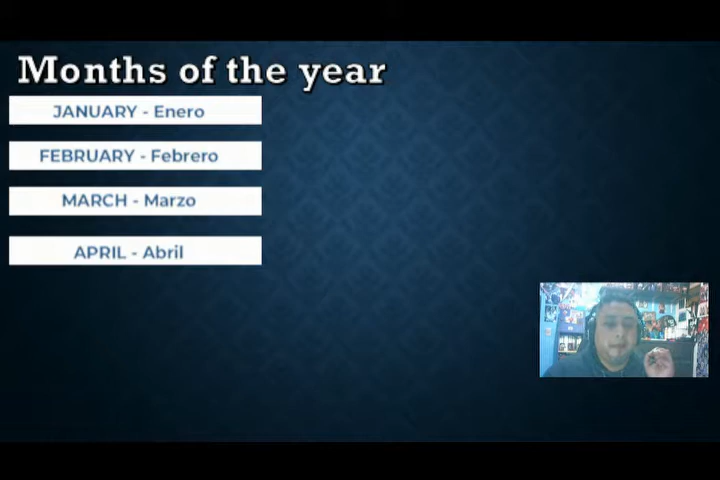 Months of the year
JANUARY - Enero
FEBRUARY - Febrero
MARCH - Marzo
APRIL - Abril